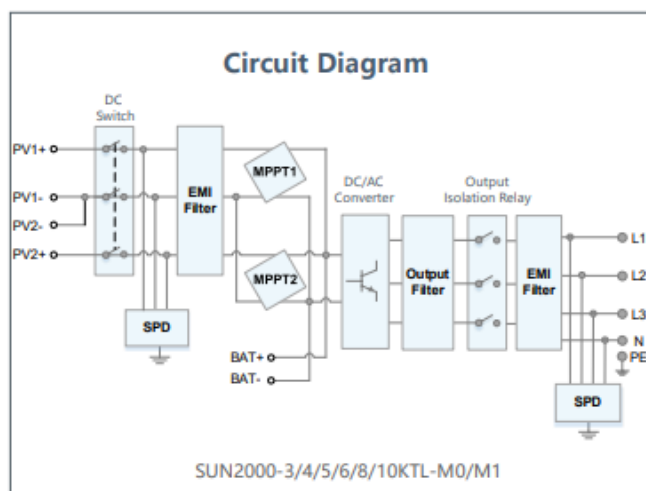 Circuit Diagram
DC
Switch
PV1+
PV1-
PV2-
PV2+
EMI
Filter
MPPT1
MPPT2
SPD
BAT+
BAT-
DC/AC
Converter
Output
Filter
Output
Isolation Relay
EMI
Filter
L1
L2
L3
N
PE
SPD
SUN2000-3/4/5/6/8/10KTL-M0/M1